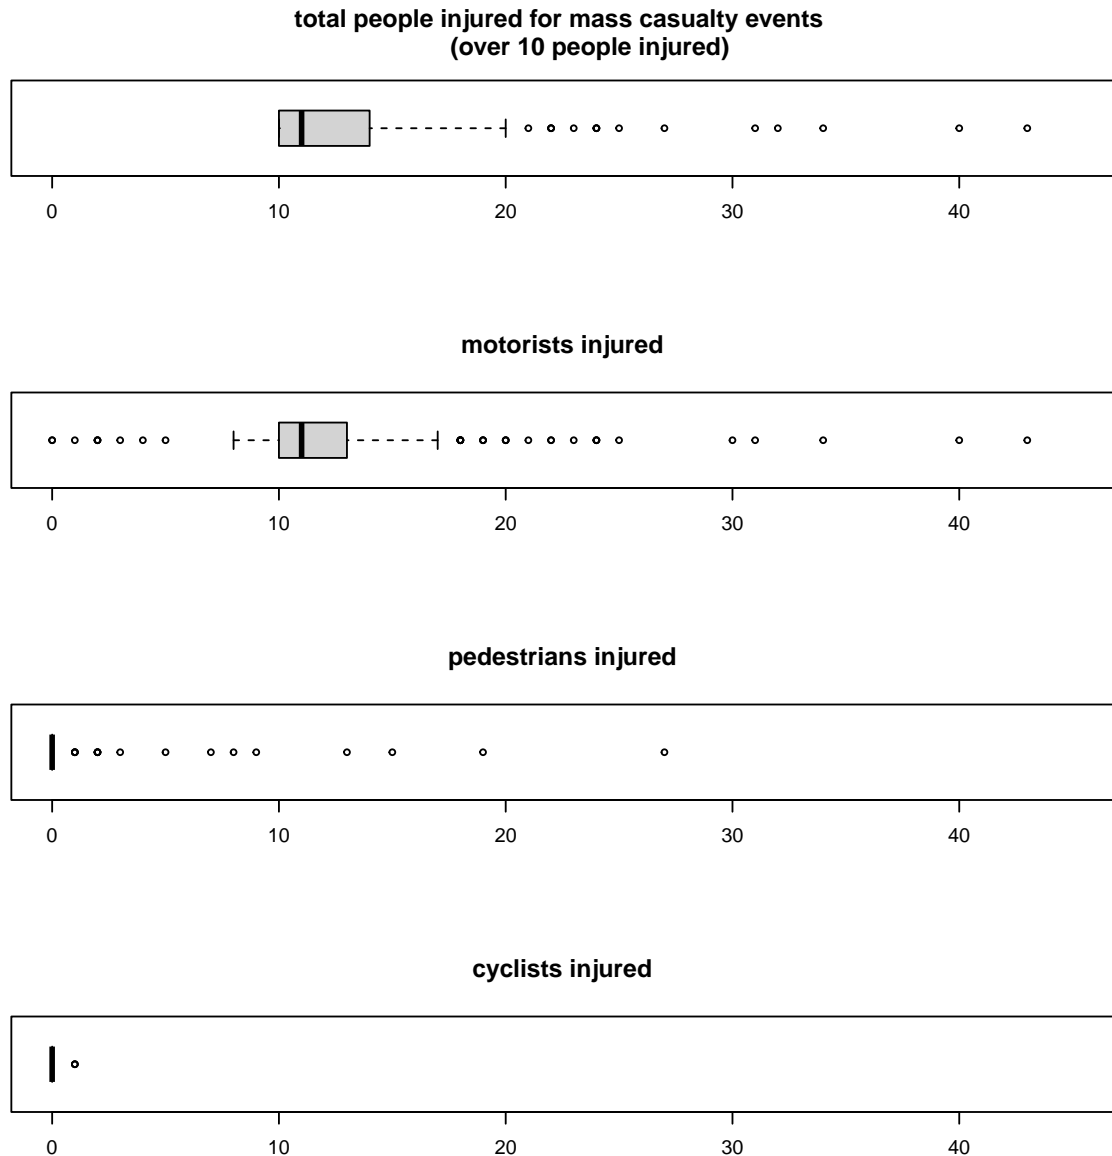 total people injured for mass casualty events
(over 10 people injured)
0 10 20 30 40
motorists injured
0 10 20 30 40
pedestrians injured
0 10 20 30 40
cyclists injured
0 10 20 30 40